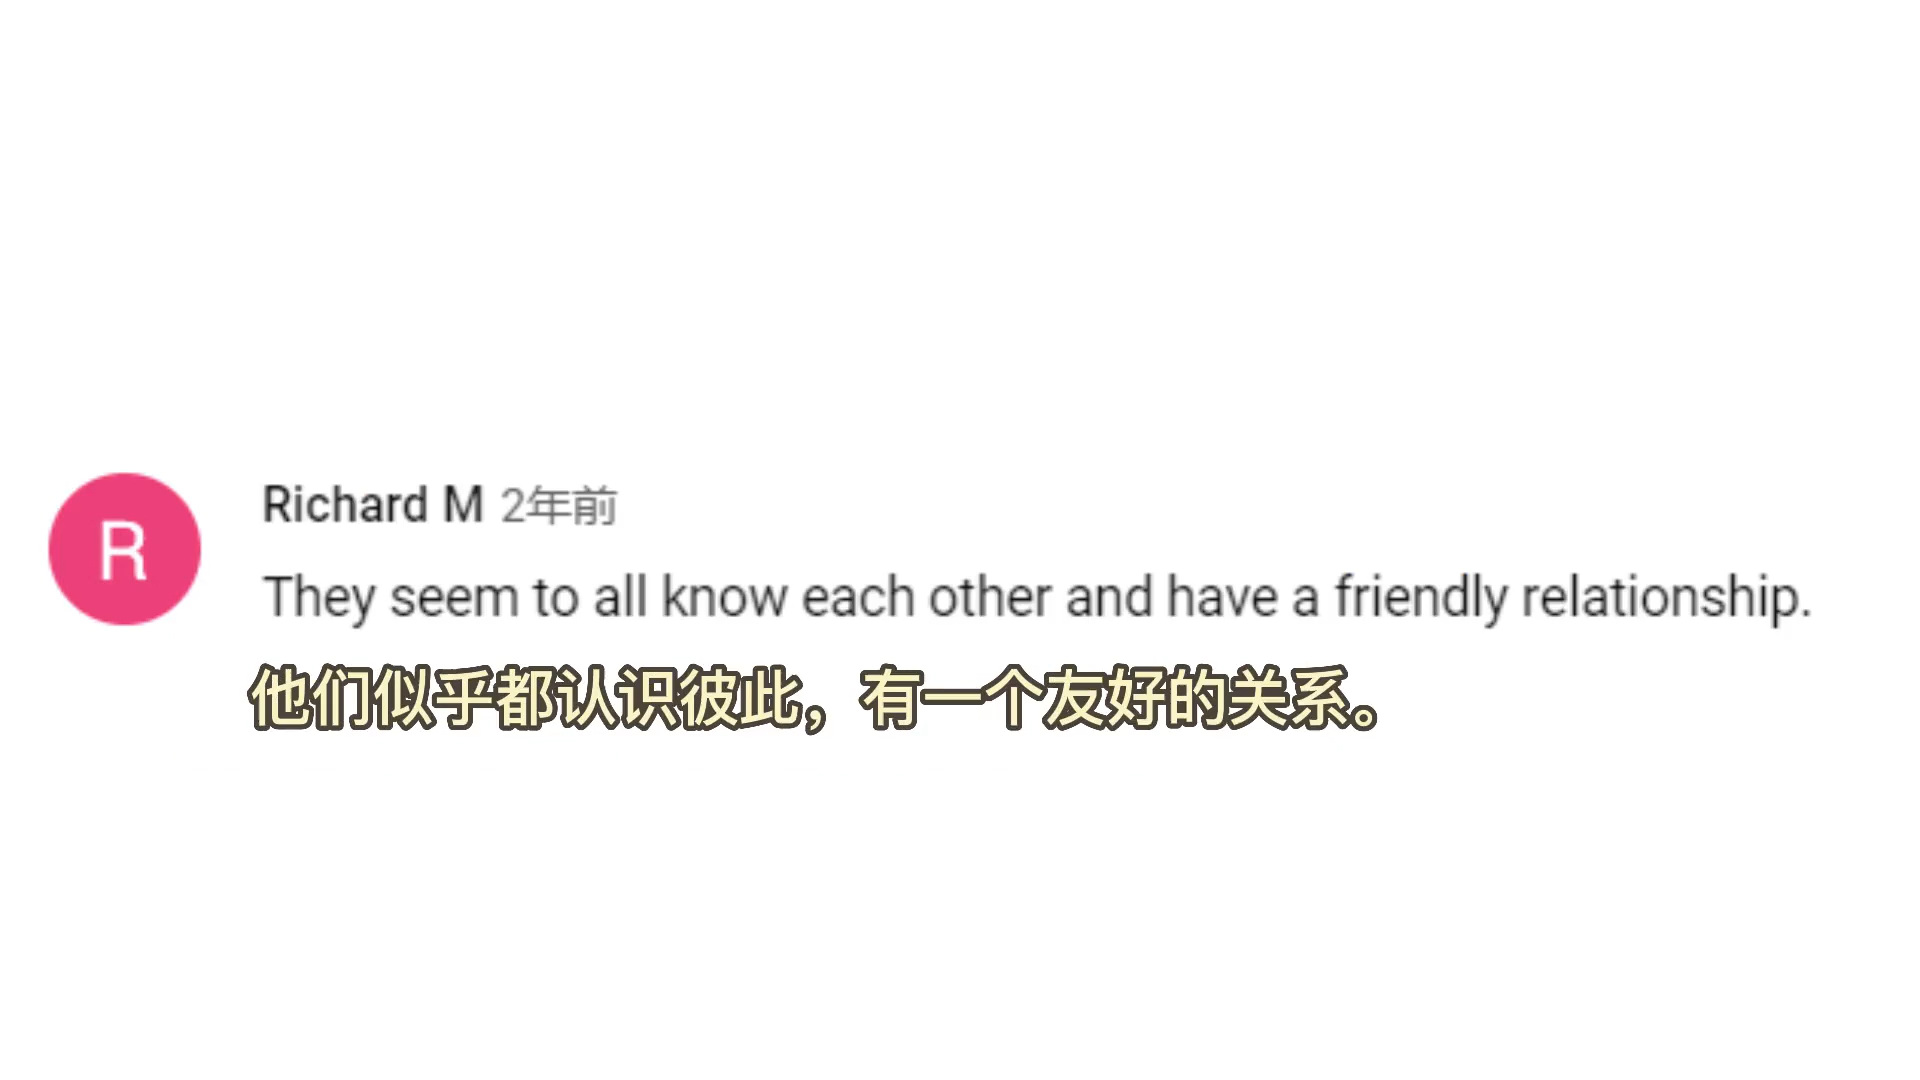 R
Richard M 2年前
They seem to all know each other and have a friendly relationship.
他们似乎都认识彼此，有一个友好的关系。